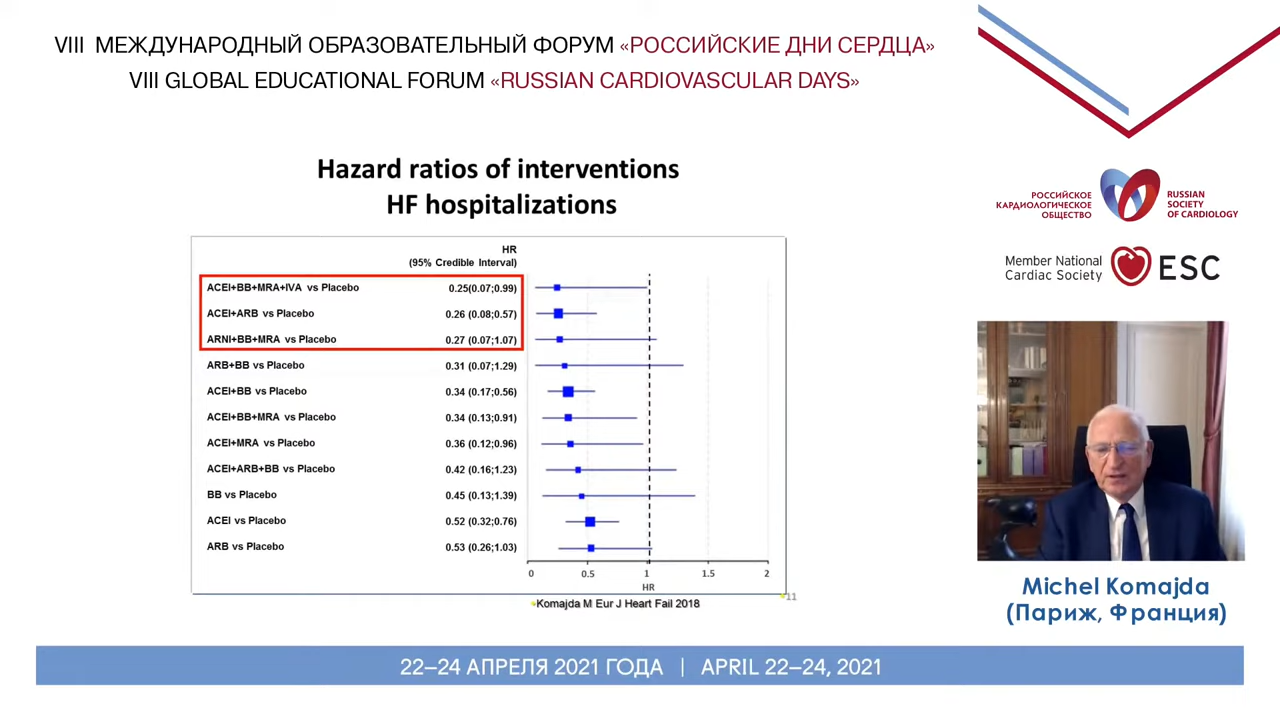 VIII МЕЖДУНАРОДНЫЙ ОБРАЗОВАТЕЛЬНЫЙ ФОРУМ «РОССИЙСКИЕ ДНИ СЕРДЦА»
VIII GLOBAL EDUCATIONAL FORUM «RUSSIAN CARDIOVASCULAR DAYS»
Hazard ratios of interventions
HF hospitalizations
HR
(95% Credible Interval)
ACEI+BB+MRA+IVA vs Placebo 0.25(0.07;0.99)
ACEI+ARB vs Placebo 0.26 (0.08;0.57)
ARNI+BB+MRA vs Placebo 0.27 (0.07;1.07)
ARB+BB vs Placebo 0.31 (0.07;1.29)
ACEI+BB vs Placebo 0.34 (0.17;0.56)
ACEI+BB+MRA vs Placebo 0.34 (0.13;0.91)
ACEI+MRA vs Placebo 0.36 (0.12;0.96)
ACEI+ARB+BB vs Placebo 0.42 (0.16;1.23)
BB vs Placebo 0.45 (0.13;1.39)
ACEI vs Placebo 0.52 (0.32;0.76)
ARB vs Placebo 0.53 (0.26;1.03)
0 0.5 1 1.5 2
HR
Komajda M Eur J Heart Fail 2018
11
РОССИЙСКОЕ
КАРДИОЛОГИЧЕСКОЕ
ОБЩЕСТВО
RUSSIAN
SOCIETY
OF CARDIOLOGY
Member National
Cardiac Society
ESC
Michel Komajda
(Париж, Франция)
22–24 АПРЕЛЯ 2021 ГОДА | APRIL 22–24, 2021